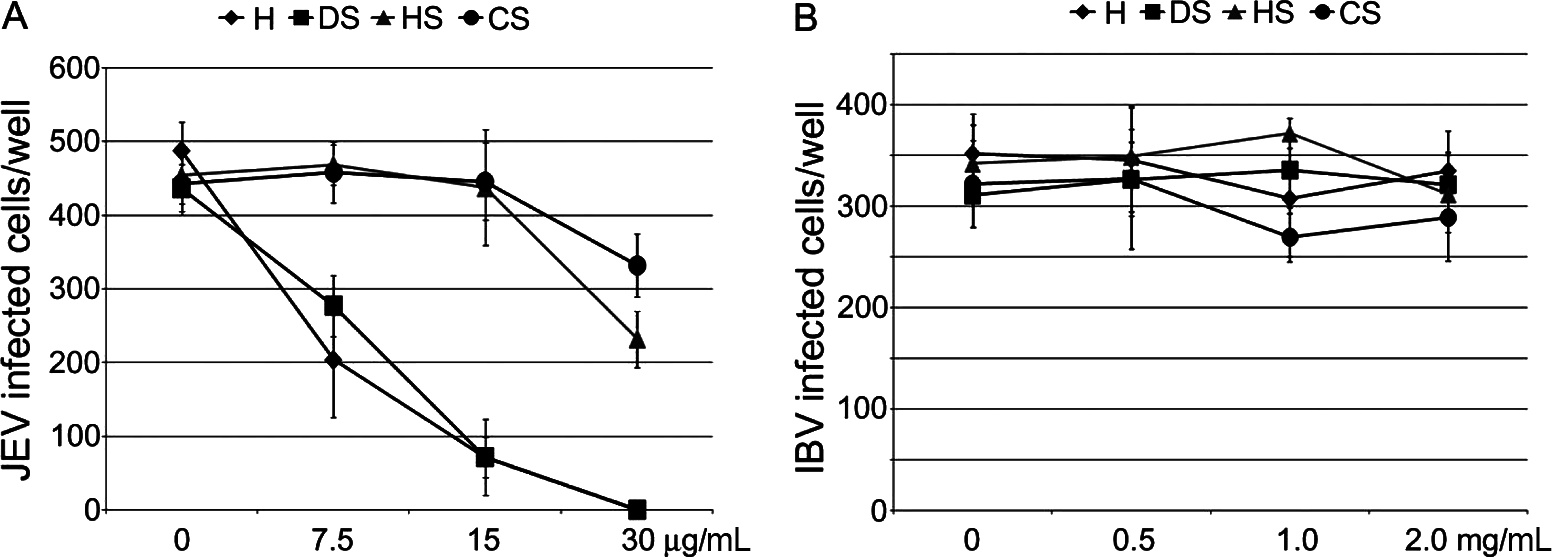 A
H DS HS CS
JEV infected cells/well
600
500
400
300
200
100
0
0 7.5 15 30 µg/mL
B
H DS HS CS
IBV infected cells/well
400
300
200
100
0
0 0.5 1.0 2.0 mg/mL